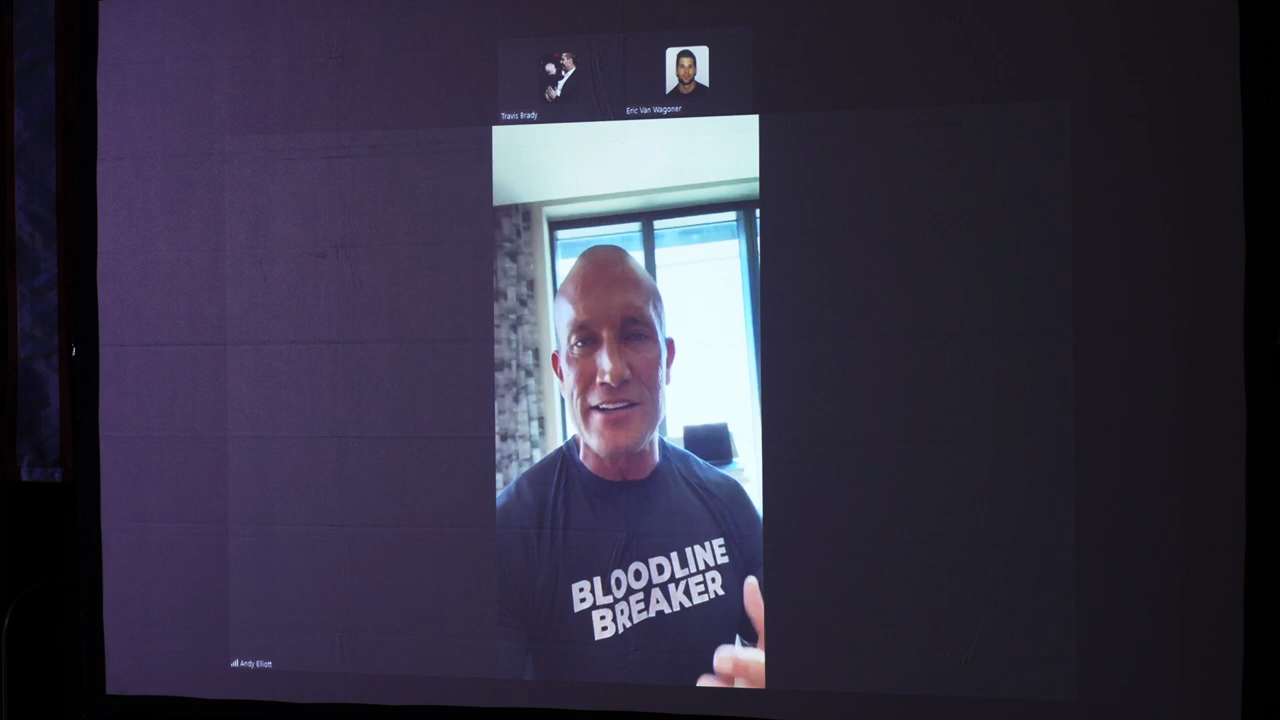 Travis Brady
Eric Van Wagoner
BLOODLINE
BREAKER
Andy Elliott